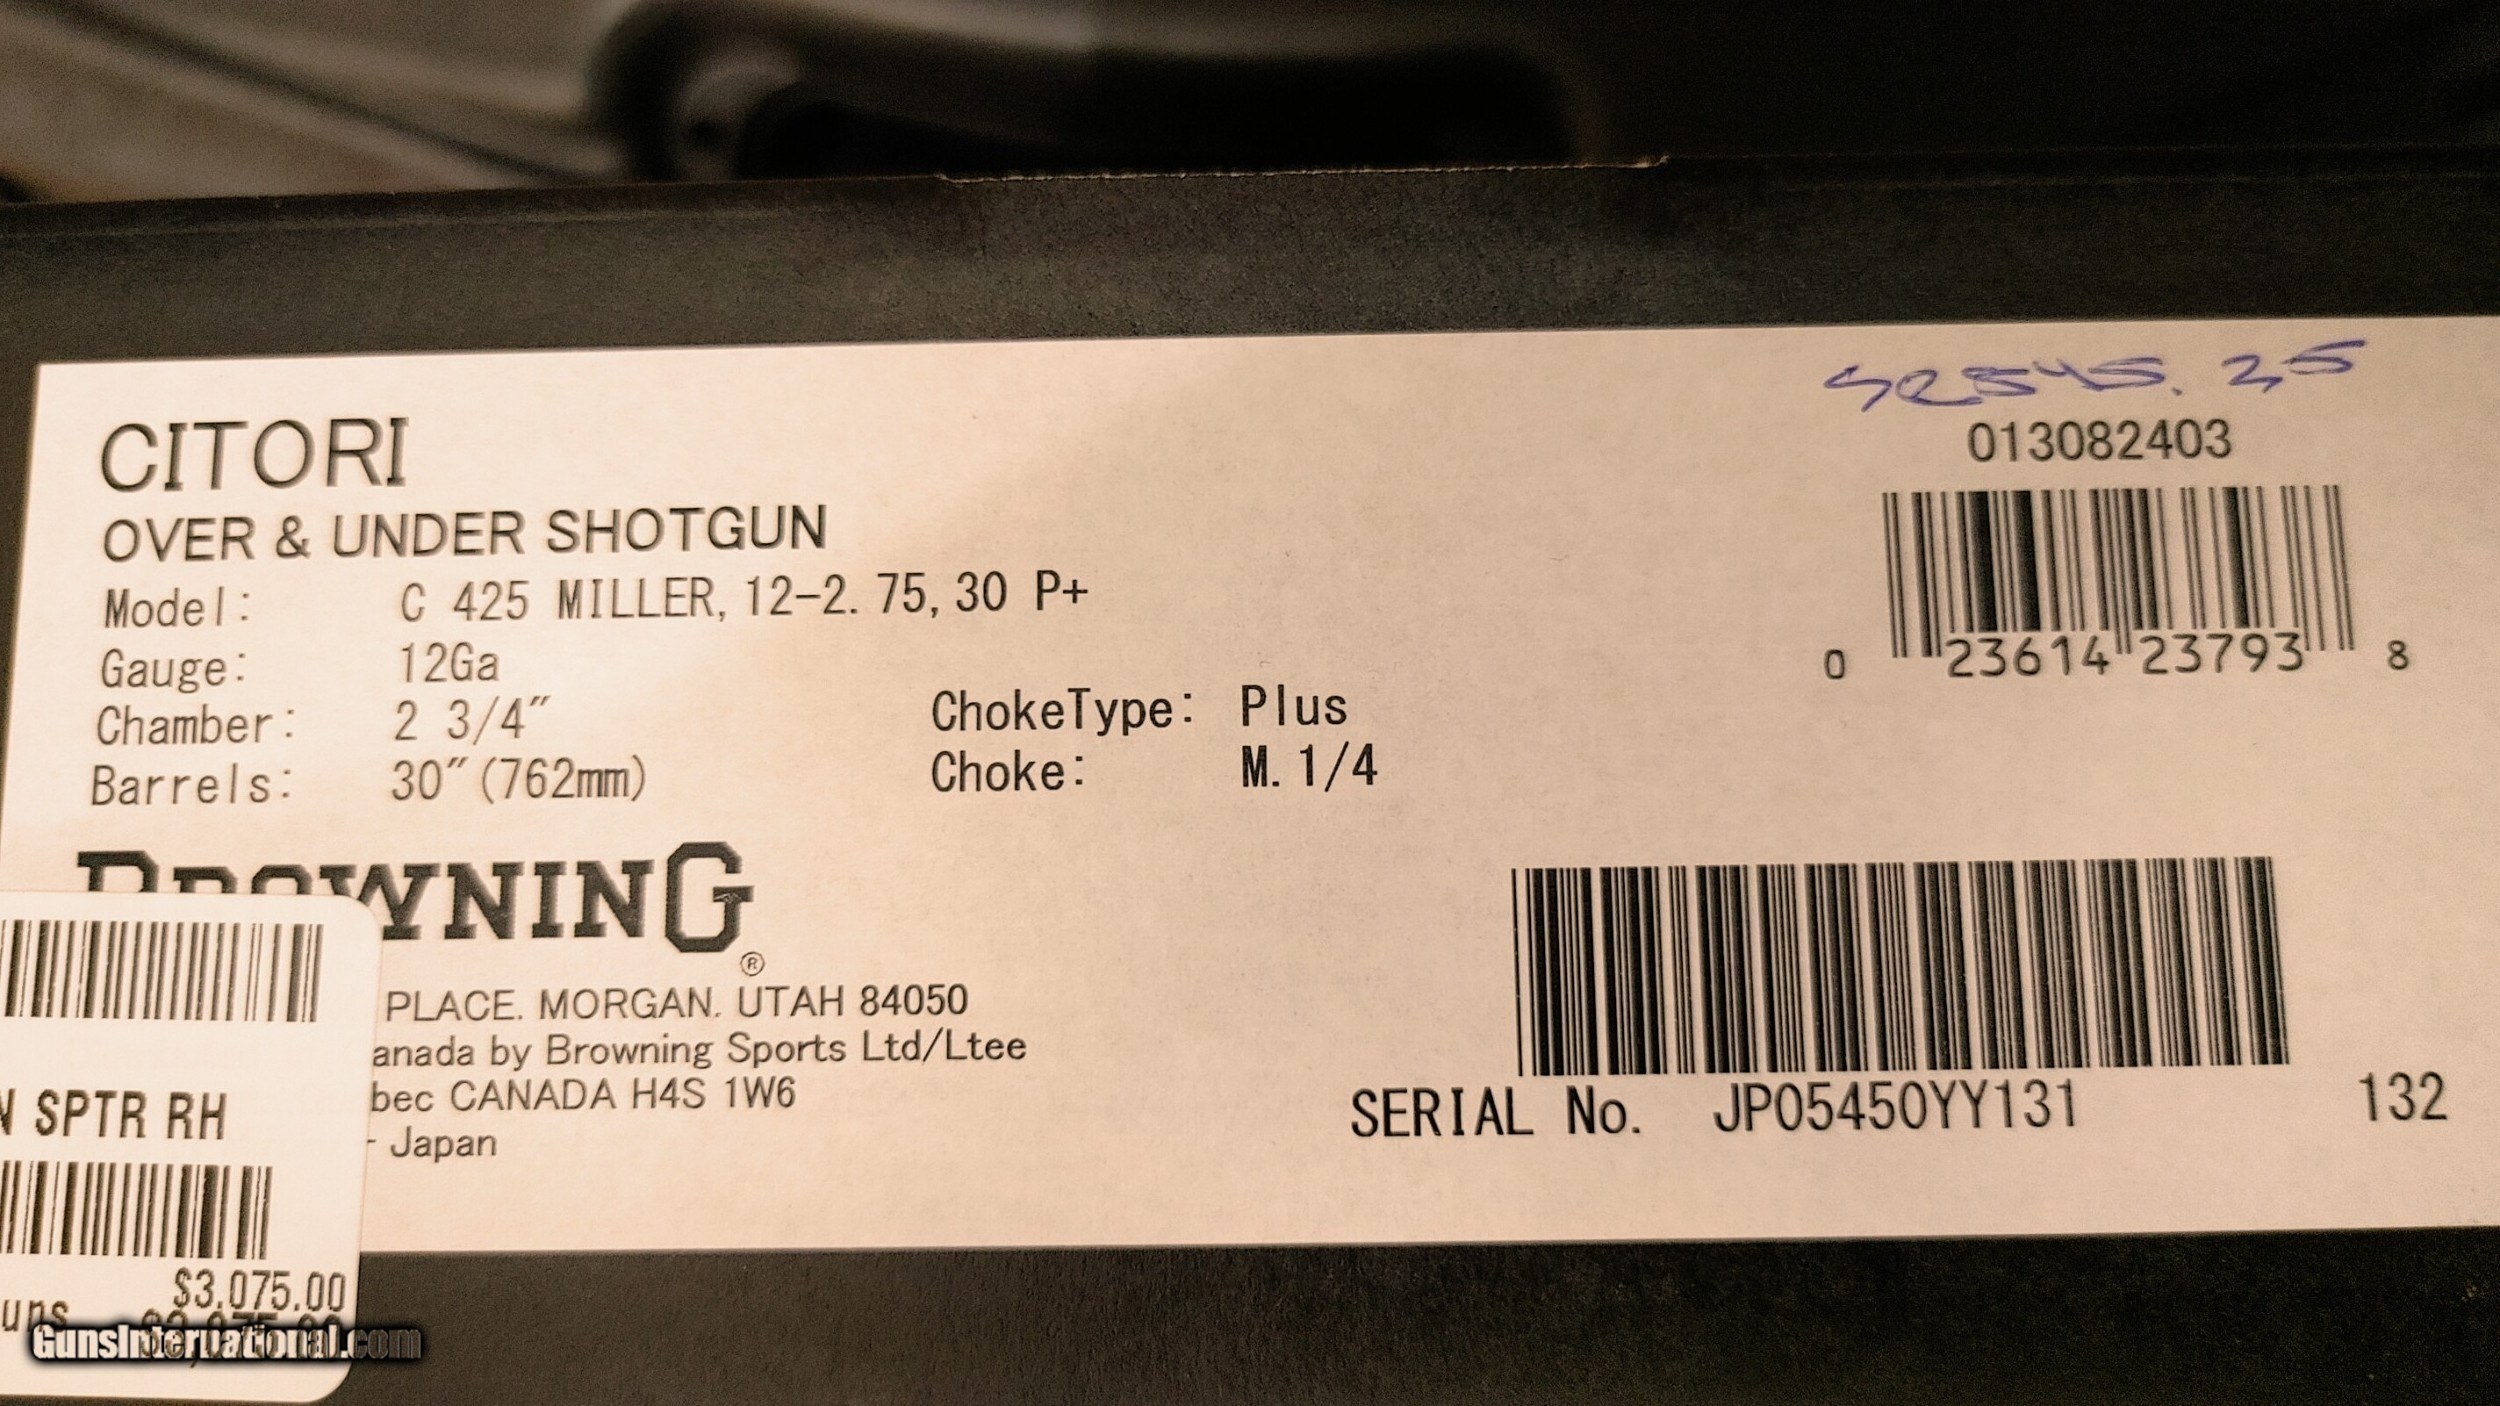 CITORI
OVER & UNDER SHOTGUN
Model: C 425 MILLER, 12-2.75, 30 P+
Gauge: 12Ga
Chamber: 2 3/4"
Barrels: 30"(762mm)
ChokeType: Plus
Choke: M. 1/4
013082403
0 23614 23793 8
BROWNING®
PLACE. MORGAN. UTAH 84050
anada by Browning Sports Ltd/Ltee
bec CANADA H4S 1W6
Japan
SERIAL No. JP05450YY131 132
N SPTR RH
$3,075.00
uns
GunsInternational.com